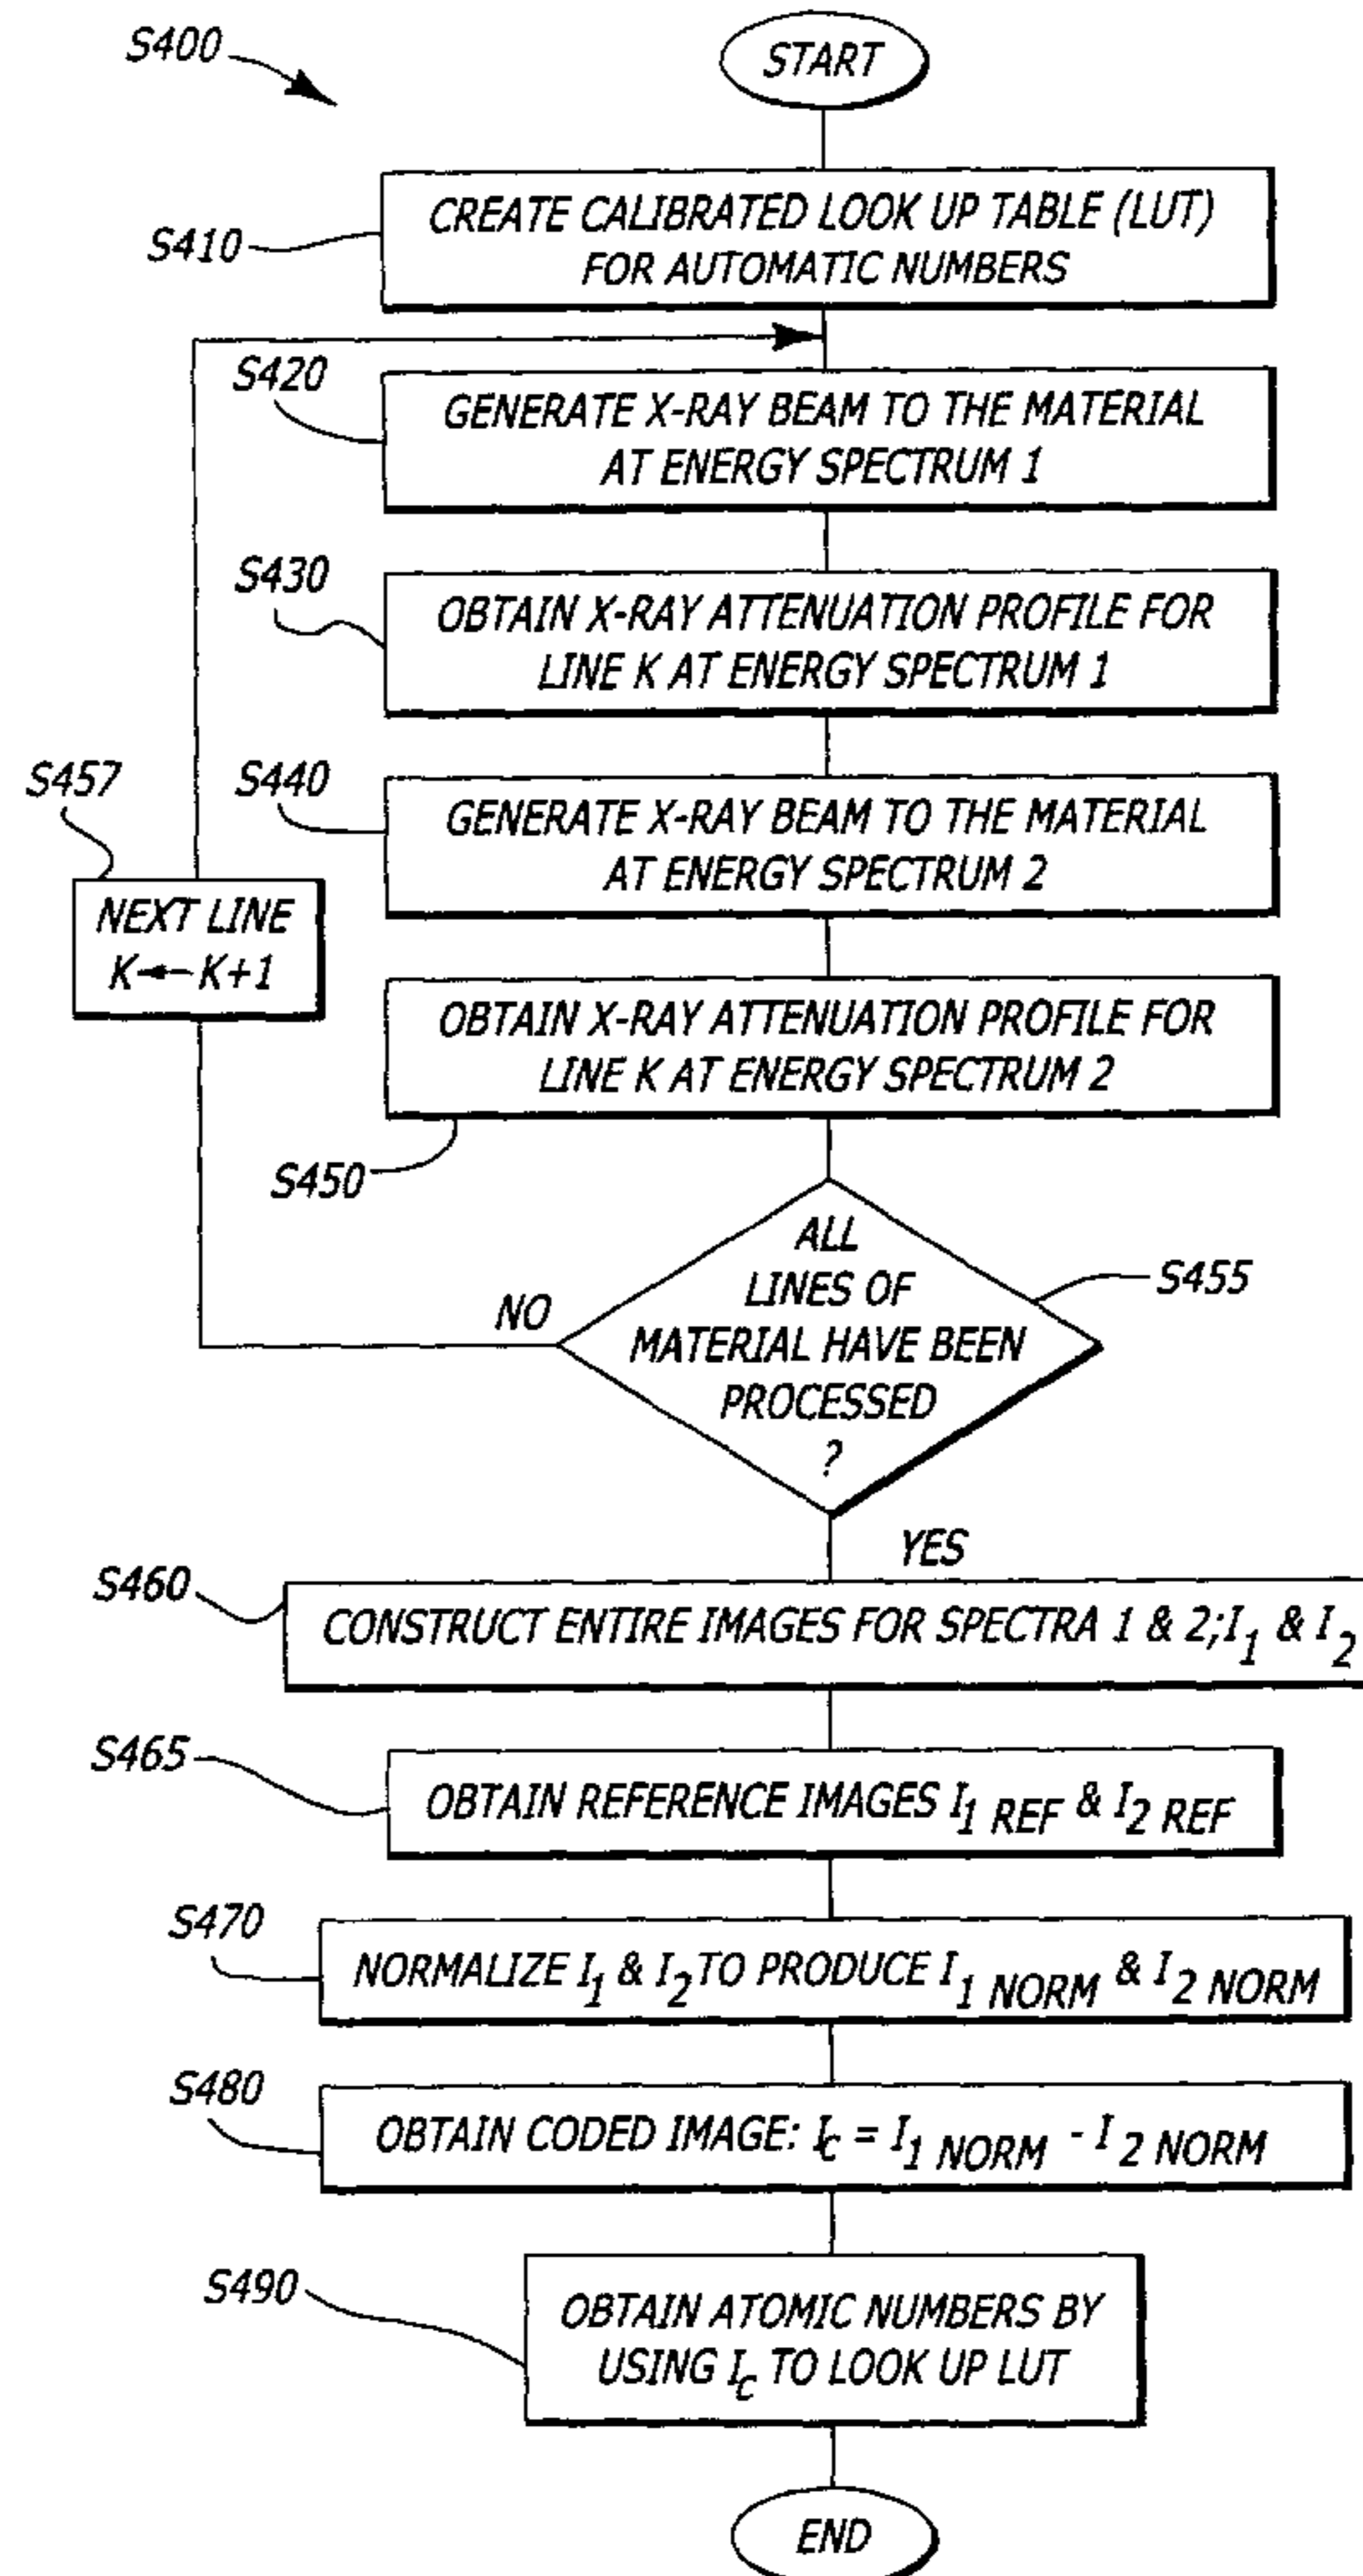 S400
START
S410
CREATE CALIBRATED LOOK UP TABLE (LUT)
FOR AUTOMATIC NUMBERS
S420
GENERATE X-RAY BEAM TO THE MATERIAL
AT ENERGY SPECTRUM 1
S430
OBTAIN X-RAY ATTENUATION PROFILE FOR
LINE K AT ENERGY SPECTRUM 1
S440
GENERATE X-RAY BEAM TO THE MATERIAL
AT ENERGY SPECTRUM 2
S457
NEXT LINE
K←K+1
OBTAIN X-RAY ATTENUATION PROFILE FOR
LINE K AT ENERGY SPECTRUM 2
S450
ALL
LINES OF
MATERIAL HAVE BEEN
PROCESSED
?
S455
NO
YES
S460
CONSTRUCT ENTIRE IMAGES FOR SPECTRA 1 & 2;I1 & I2
S465
OBTAIN REFERENCE IMAGES I1 REF & I2 REF
S470
NORMALIZE I1 & I2 TO PRODUCE I1 NORM & I2 NORM
S480
OBTAIN CODED IMAGE: IC = I1 NORM - I2 NORM
S490
OBTAIN ATOMIC NUMBERS BY
USING IC TO LOOK UP LUT
END